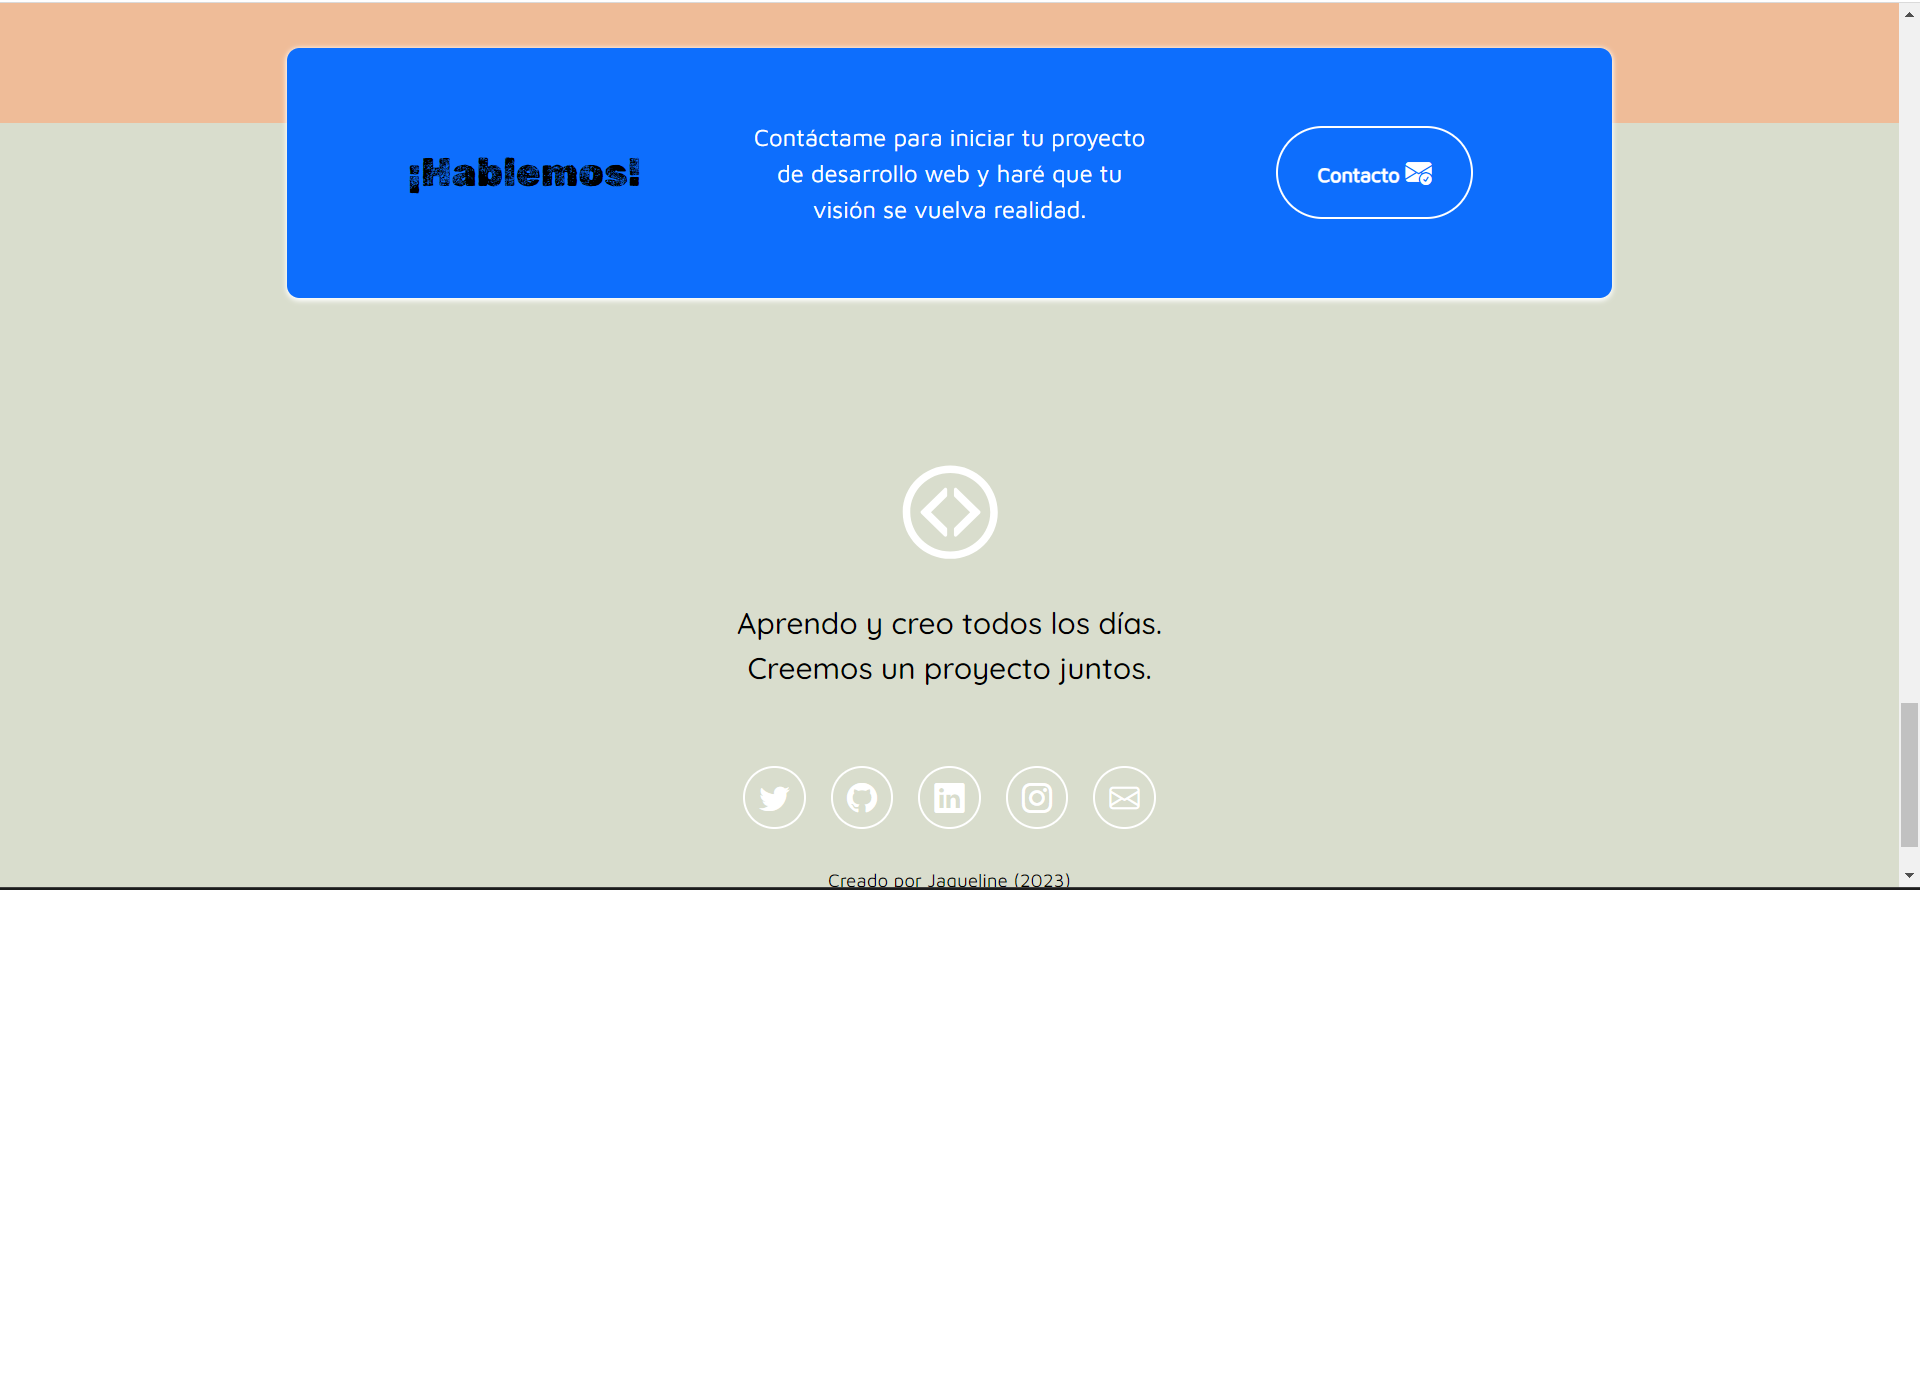 ¡Hablemos!
Contáctame para iniciar tu proyecto
de desarrollo web y haré que tu
visión se vuelva realidad.
Contacto
Aprendo y creo todos los días.
Creemos un proyecto juntos.
in
Creado por Jaqueline (2023)